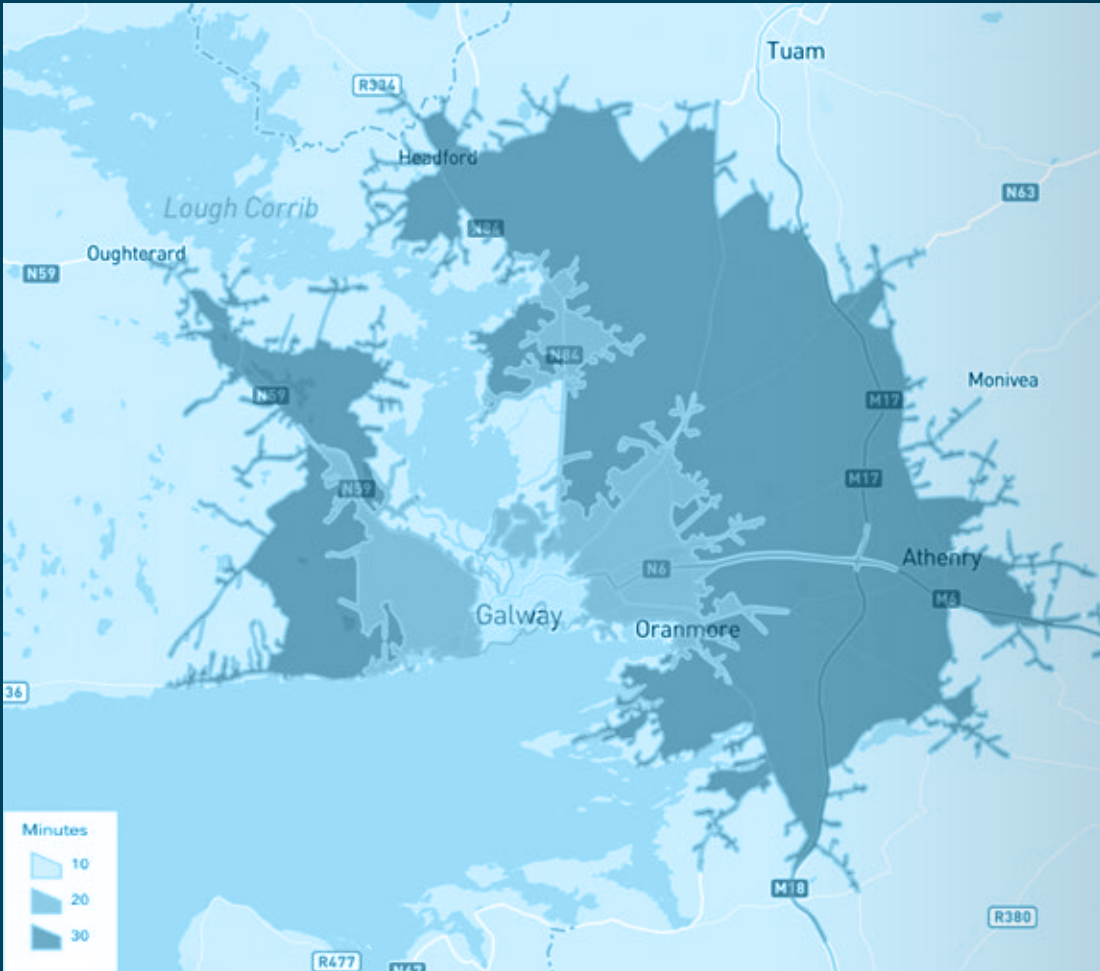 Tuam
R334
Headford
N63
Lough Corrib
N84
Oughterard
N59
N84
Monivea
N59
M17
M17
N59
Athenry
N6
M6
Galway
Oranmore
36
Minutes
10
20
30
M18
R380
R477
N67